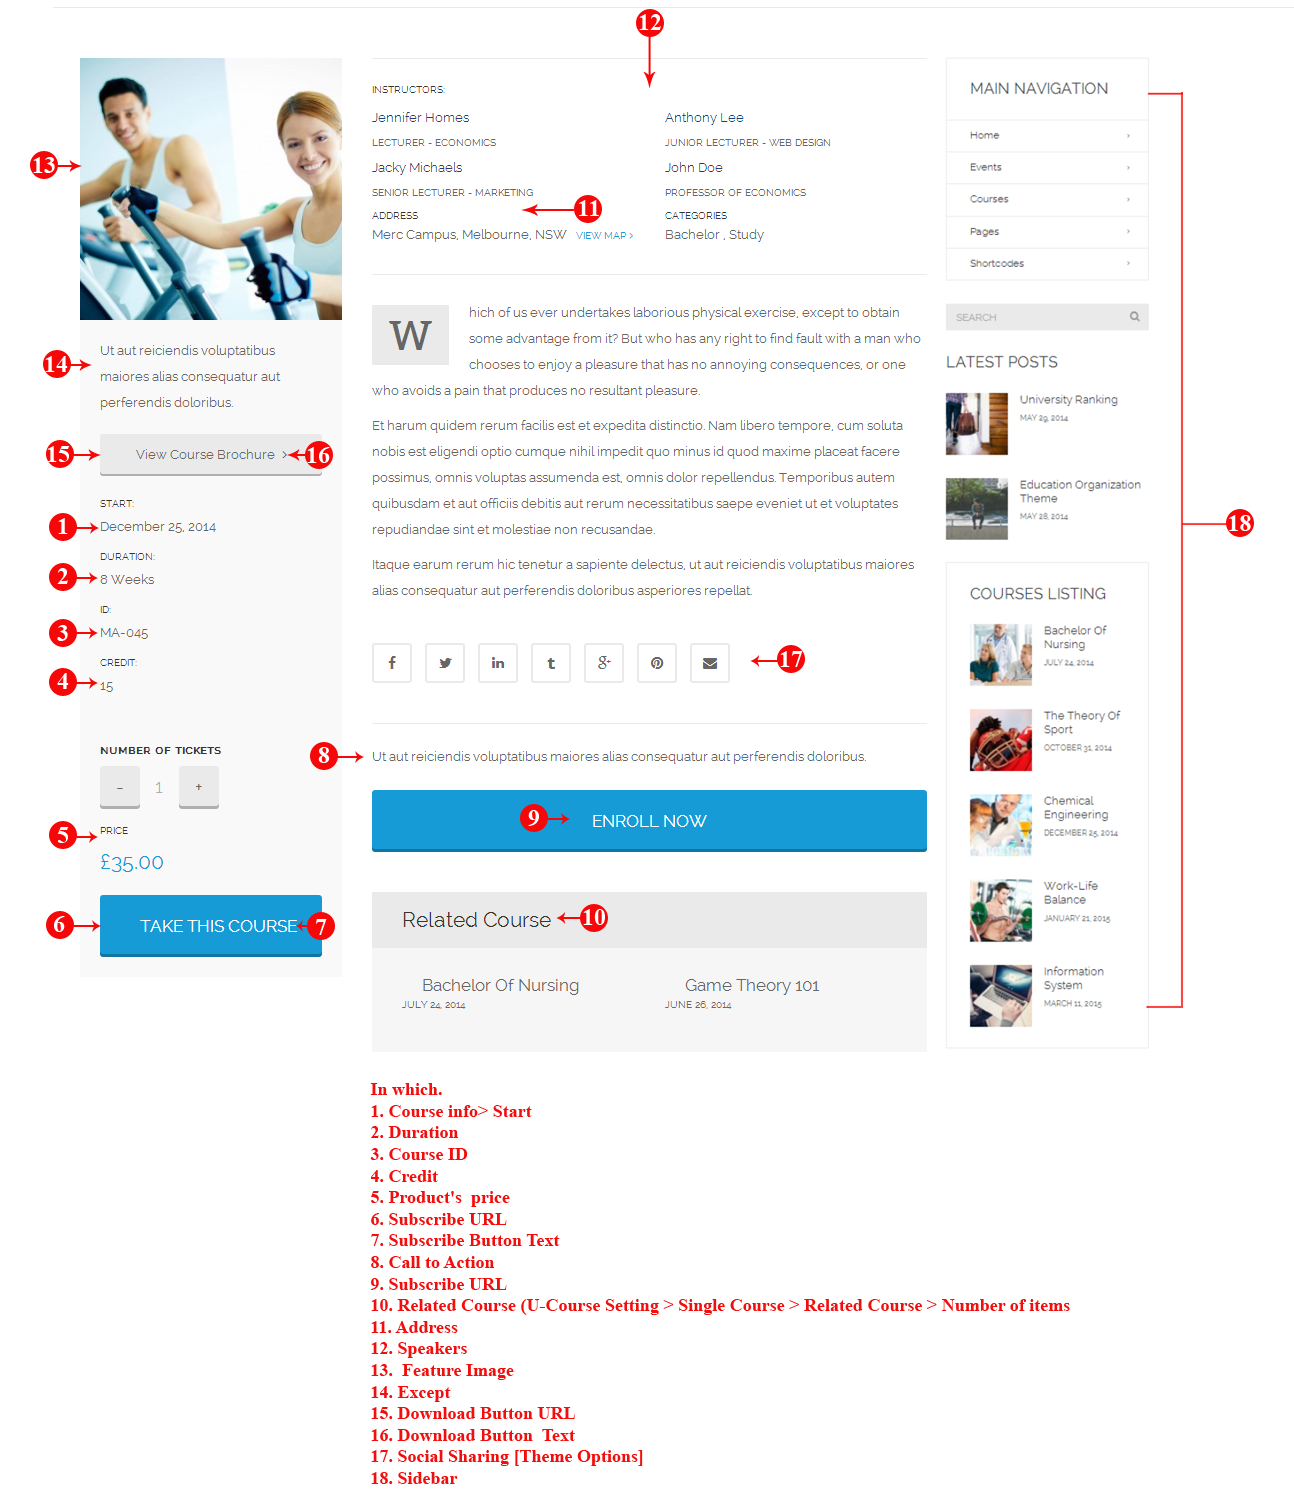 12
INSTRUCTORS:
Jennifer Homes
LECTURER - ECONOMICS
Anthony Lee
JUNIOR LECTURER - WEB DESIGN
Jacky Michaels
SENIOR LECTURER - MARKETING
John Doe
PROFESSOR OF ECONOMICS
11
ADDRESS
Merc Campus, Melbourne, NSW VIEW MAP >
CATEGORIES
Bachelor , Study
13
14
Ut aut reiciendis voluptatibus
maiores alias consequatur aut
perferendis doloribus.
15
View Course Brochure >
16
START:
1
December 25, 2014
DURATION:
2
8 Weeks
ID:
3
MA-045
CREDIT:
4
15
NUMBER OF TICKETS
- 1 +
5
PRICE
£35.00
6
TAKE THIS COURSE
7
Which of us ever undertakes laborious physical exercise, except to obtain
some advantage from it? But who has any right to find fault with a man who
chooses to enjoy a pleasure that has no annoying consequences, or one
who avoids a pain that produces no resultant pleasure.
Et harum quidem rerum facilis est et expedita distinctio. Nam libero tempore, cum soluta
nobis est eligendi optio cumque nihil impedit quo minus id quod maxime placeat facere
possimus, omnis voluptas assumenda est, omnis dolor repellendus. Temporibus autem
quibusdam et aut officiis debitis aut rerum necessitatibus saepe eveniet ut et voluptates
repudiandae sint et molestiae non recusandae.
Itaque earum rerum hic tenetur a sapiente delectus, ut aut reiciendis voluptatibus maiores
alias consequatur aut perferendis doloribus asperiores repellat.
17
8
Ut aut reiciendis voluptatibus maiores alias consequatur aut perferendis doloribus.
9
ENROLL NOW
Related Course
10
Bachelor Of Nursing
JULY 24, 2014
Game Theory 101
JUNE 26, 2014
MAIN NAVIGATION
Home >
Events >
Courses >
Pages >
Shortcodes >
SEARCH
LATEST POSTS
University Ranking
MAY 29, 2014
Education Organization
Theme
MAY 28, 2014
18
COURSES LISTING
Bachelor Of
Nursing
JULY 24, 2014
The Theory Of
Sport
OCTOBER 31, 2014
Chemical
Engineering
DECEMBER 25, 2014
Work-Life
Balance
JANUARY 21, 2015
Information
System
MARCH 11, 2015
In which.
1. Course info> Start
2. Duration
3. Course ID
4. Credit
5. Product's price
6. Subscribe URL
7. Subscribe Button Text
8. Call to Action
9. Subscribe URL
10. Related Course (U-Course Setting > Single Course > Related Course > Number of items
11. Address
12. Speakers
13. Feature Image
14. Except
15. Download Button URL
16. Download Button Text
17. Social Sharing [Theme Options]
18. Sidebar